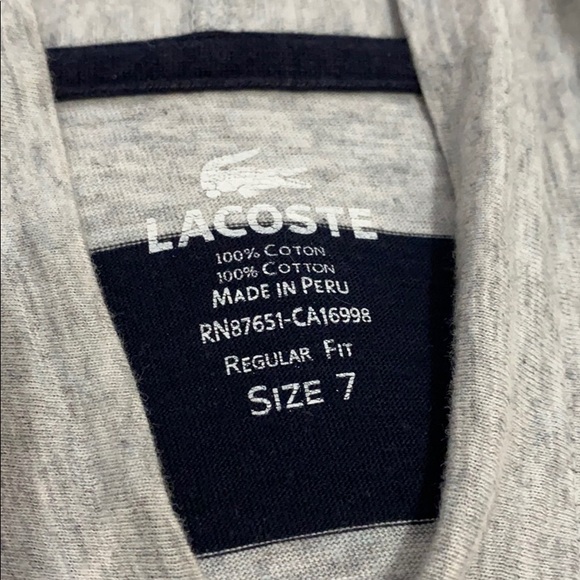 LACOSTE
100% COTON
100% COTTON
MADE IN PERU
RN87651-CA16998
REGULAR FIT
SIZE 7